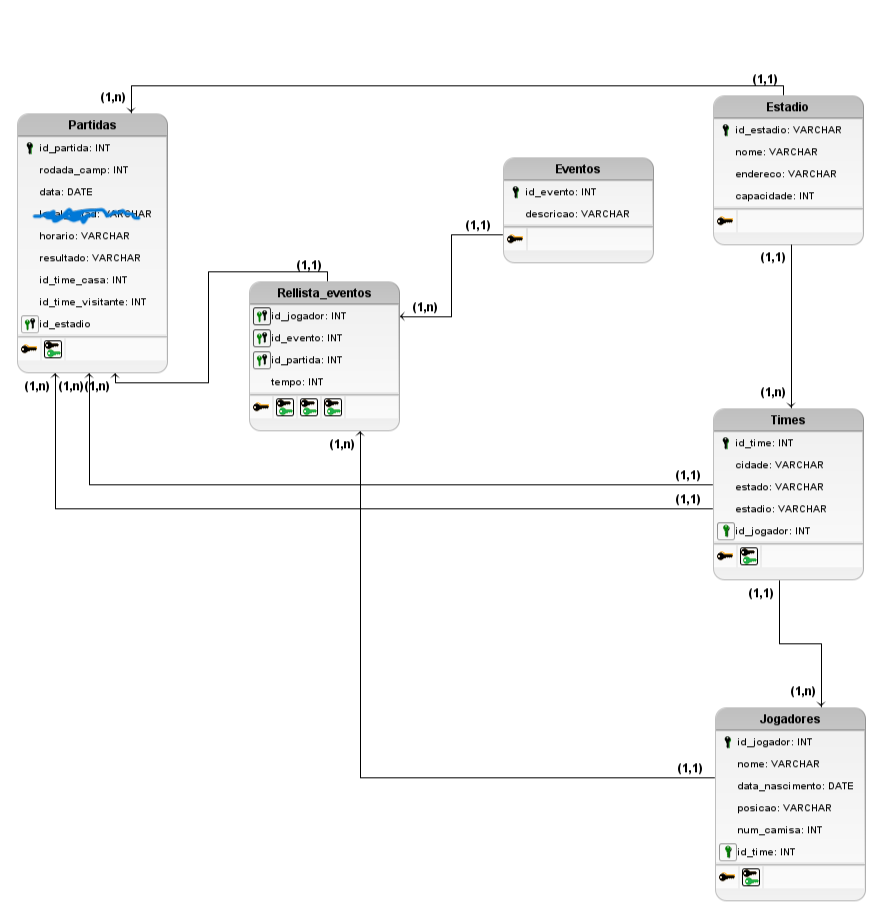 (1,1)
(1,n)
Partidas
id_partida: INT
rodada_camp: INT
data: DATE
VARCHAR
horario: VARCHAR
resultado: VARCHAR
id_time_casa: INT
id_time_visitante: INT
id_estadio
(1,n)
(1,n)
(1,n)
Estadio
id_estadio: VARCHAR
nome: VARCHAR
endereco: VARCHAR
capacidade: INT
(1,1)
Eventos
id_evento: INT
descricao: VARCHAR
(1,1)
(1,n)
(1,1)
Rellista_eventos
id_jogador: INT
id_evento: INT
id_partida: INT
tempo: INT
(1,n)
(1,n)
Times
id_time: INT
cidade: VARCHAR
estado: VARCHAR
estadio: VARCHAR
id_jogador: INT
(1,1)
(1,1)
(1,1)
(1,n)
Jogadores
id_jogador: INT
nome: VARCHAR
data_nascimento: DATE
posicao: VARCHAR
num_camisa: INT
id_time: INT
(1,1)